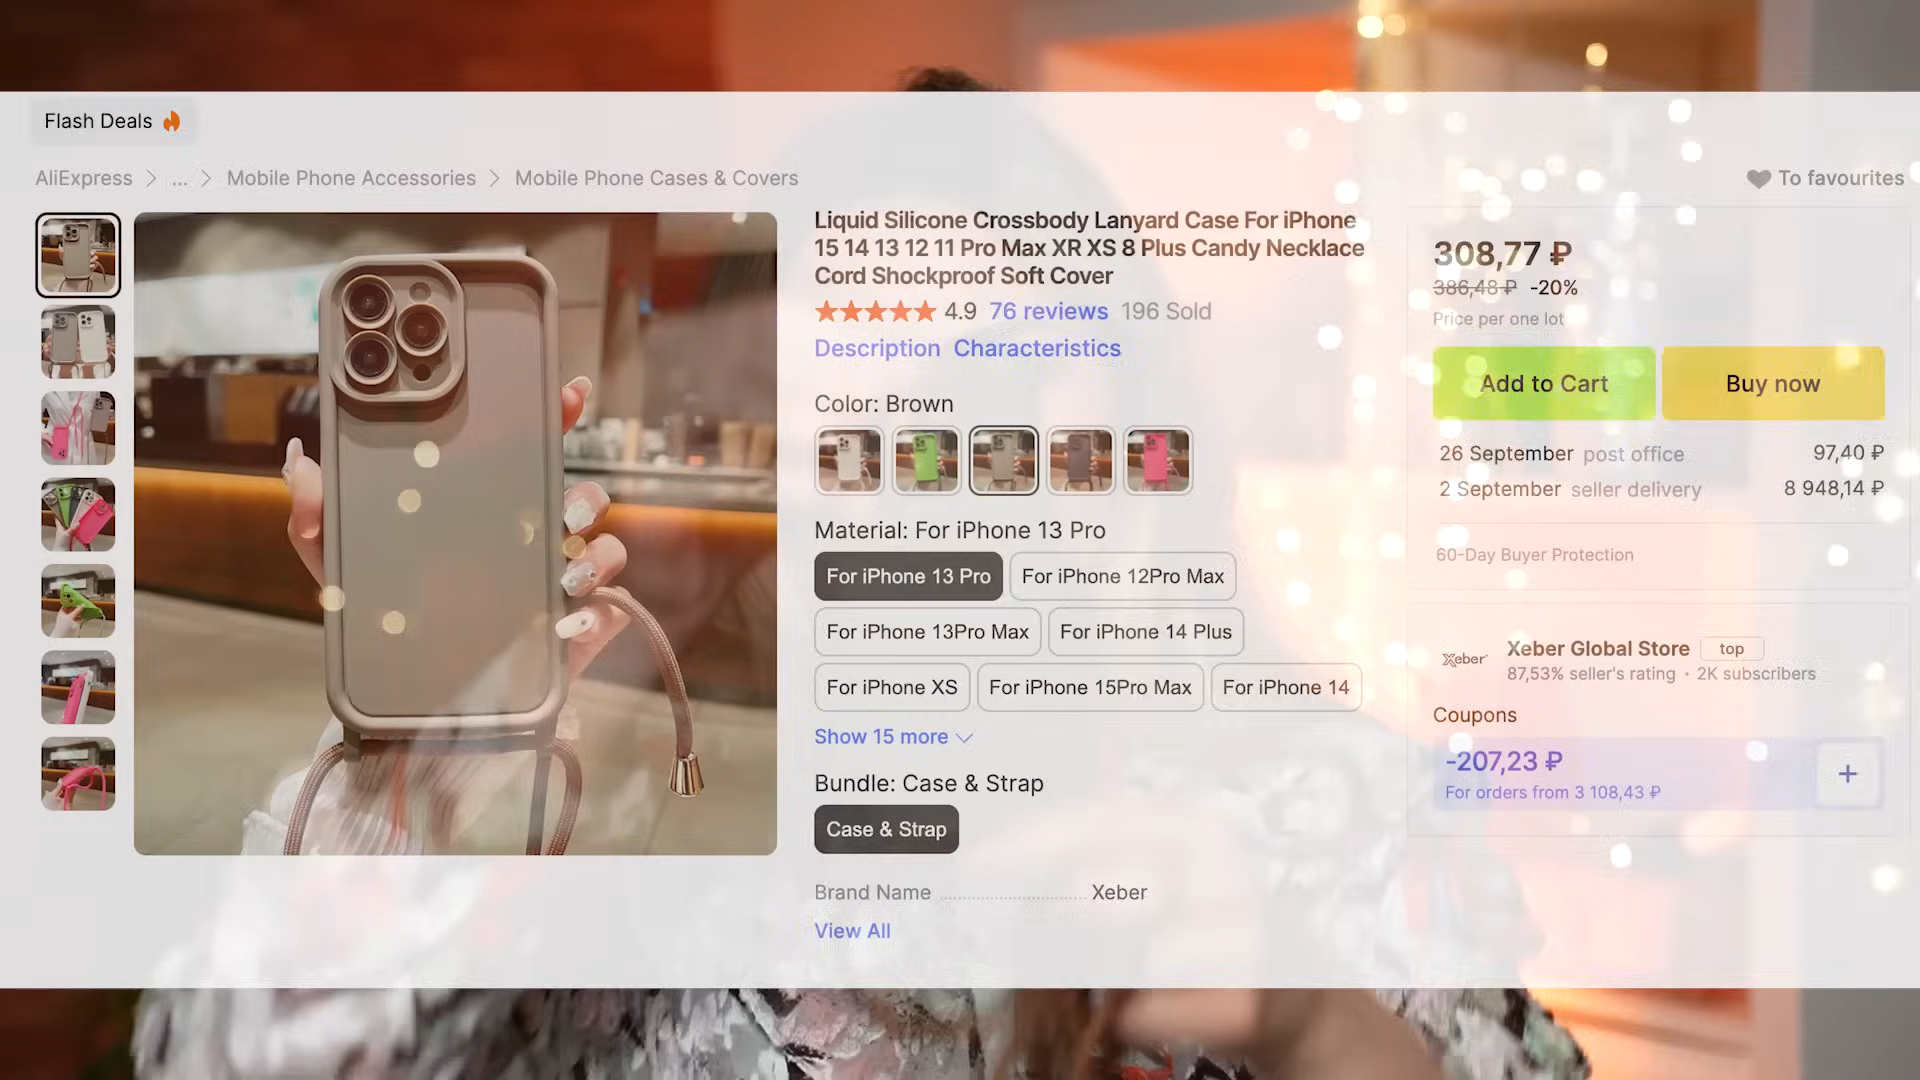 Flash Deals
AliExpress > ... > Mobile Phone Accessories > Mobile Phone Cases & Covers
To favourites
Liquid Silicone Crossbody Lanyard Case For iPhone
15 14 13 12 11 Pro Max XR XS 8 Plus Candy Necklace
Cord Shockproof Soft Cover
4.9 76 reviews 196 Sold
Description Characteristics
Color: Brown
Material: For iPhone 13 Pro
For iPhone 13 Pro
For iPhone 12Pro Max
For iPhone 13Pro Max
For iPhone 14 Plus
For iPhone XS
For iPhone 15Pro Max
For iPhone 14
Show 15 more
Bundle: Case & Strap
Case & Strap
Brand Name Xeber
View All
308,77 ₽
386,48 ₽ -20%
Price per one lot
Add to Cart
Buy now
26 September post office 97,40 ₽
2 September seller delivery 8 948,14 ₽
60-Day Buyer Protection
Xeber
Xeber Global Store top
87,53% seller's rating • 2K subscribers
Coupons
-207,23 ₽
For orders from 3 108,43 ₽
+